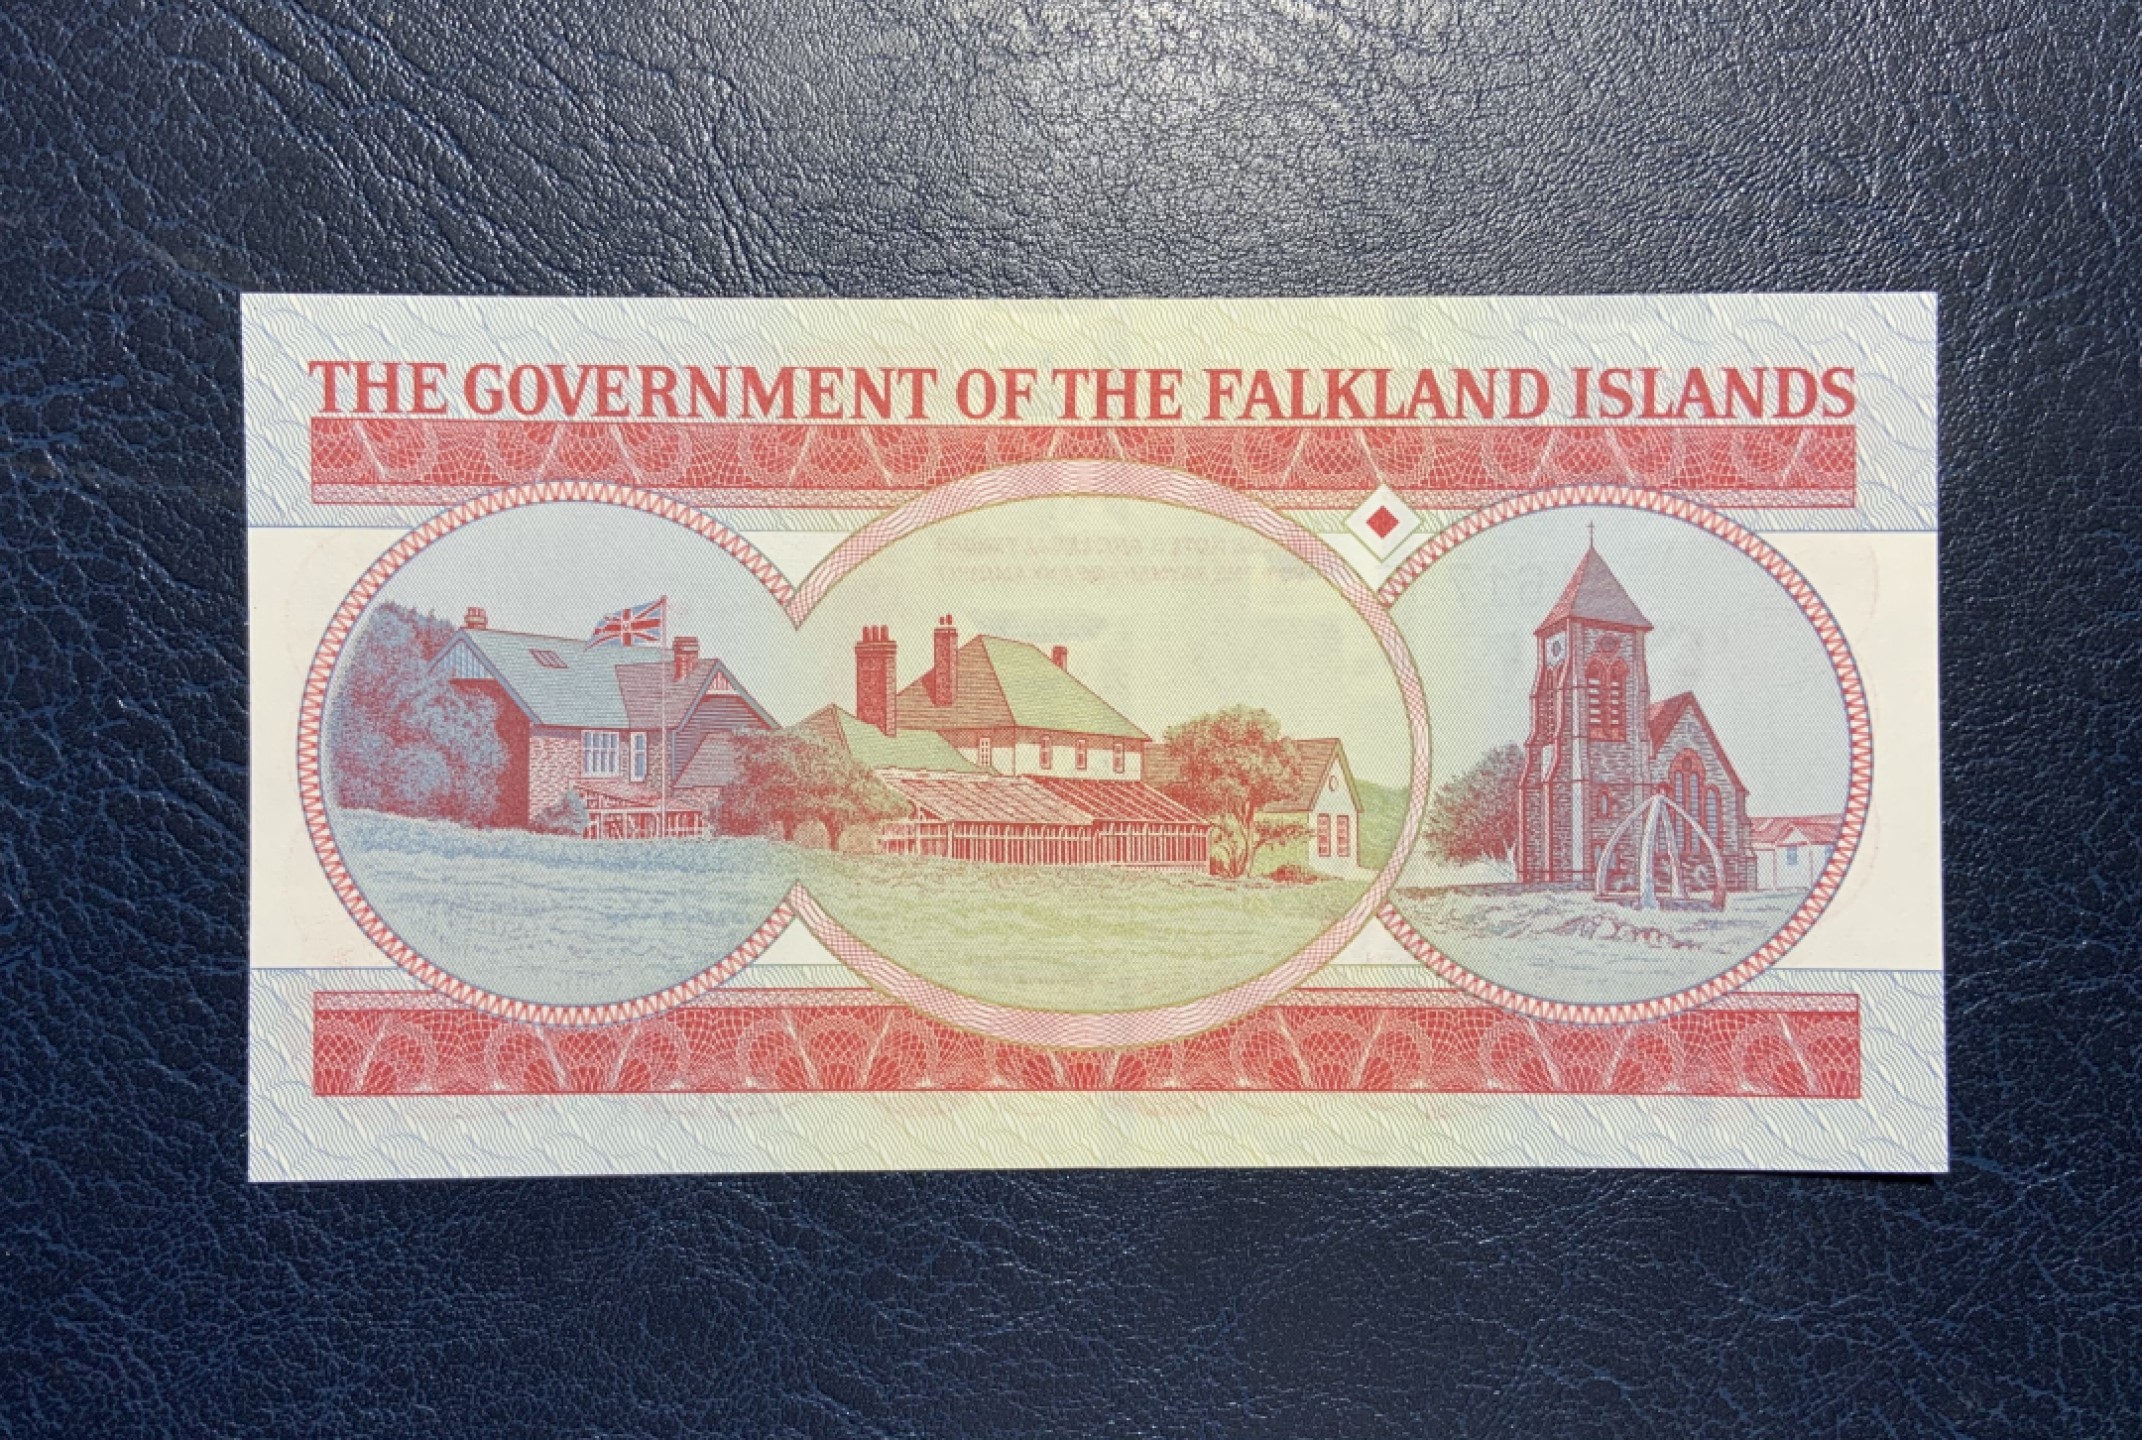 THE GOVERNMENT OF THE FALKLAND ISLANDS